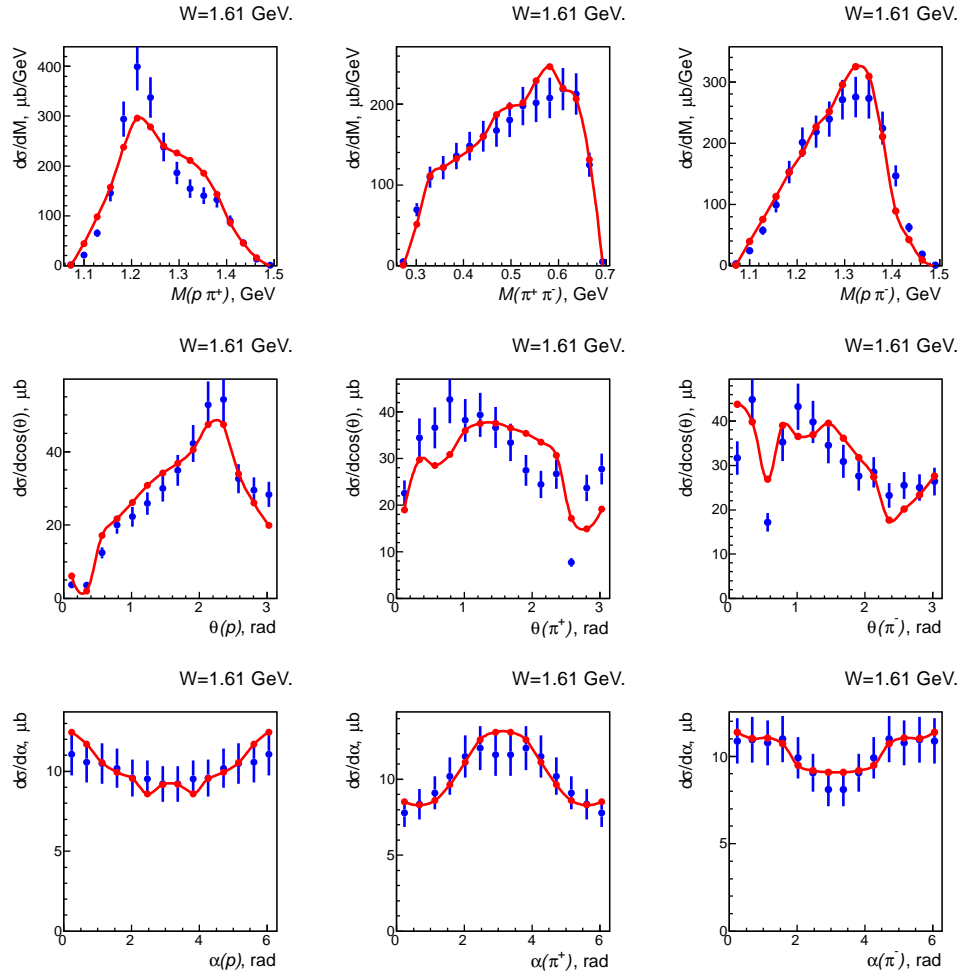 W=1.61 GeV.
dσ/dM, μb/GeV
400
300
200
100
0
1.1 1.2 1.3 1.4 1.5
M(p π⁺), GeV
W=1.61 GeV.
dσ/dM, μb/GeV
200
100
0
0.3 0.4 0.5 0.6 0.7
M(π⁺ π⁻), GeV
W=1.61 GeV.
dσ/dM, μb/GeV
300
200
100
0
1.1 1.2 1.3 1.4 1.5
M(p π⁻), GeV
W=1.61 GeV.
dσ/dcos(θ), μb
40
20
0
0 1 2 3
θ(p), rad
W=1.61 GeV.
dσ/dcos(θ), μb
40
30
20
10
0
0 1 2 3
θ(π⁺), rad
W=1.61 GeV.
dσ/dcos(θ), μb
40
30
20
10
0
0 1 2 3
θ(π⁻), rad
W=1.61 GeV.
dσ/dα, μb
10
5
0
0 2 4 6
α(p), rad
W=1.61 GeV.
dσ/dα, μb
10
5
0
0 2 4 6
α(π⁺), rad
W=1.61 GeV.
dσ/dα, μb
10
5
0
0 2 4 6
α(π⁻), rad